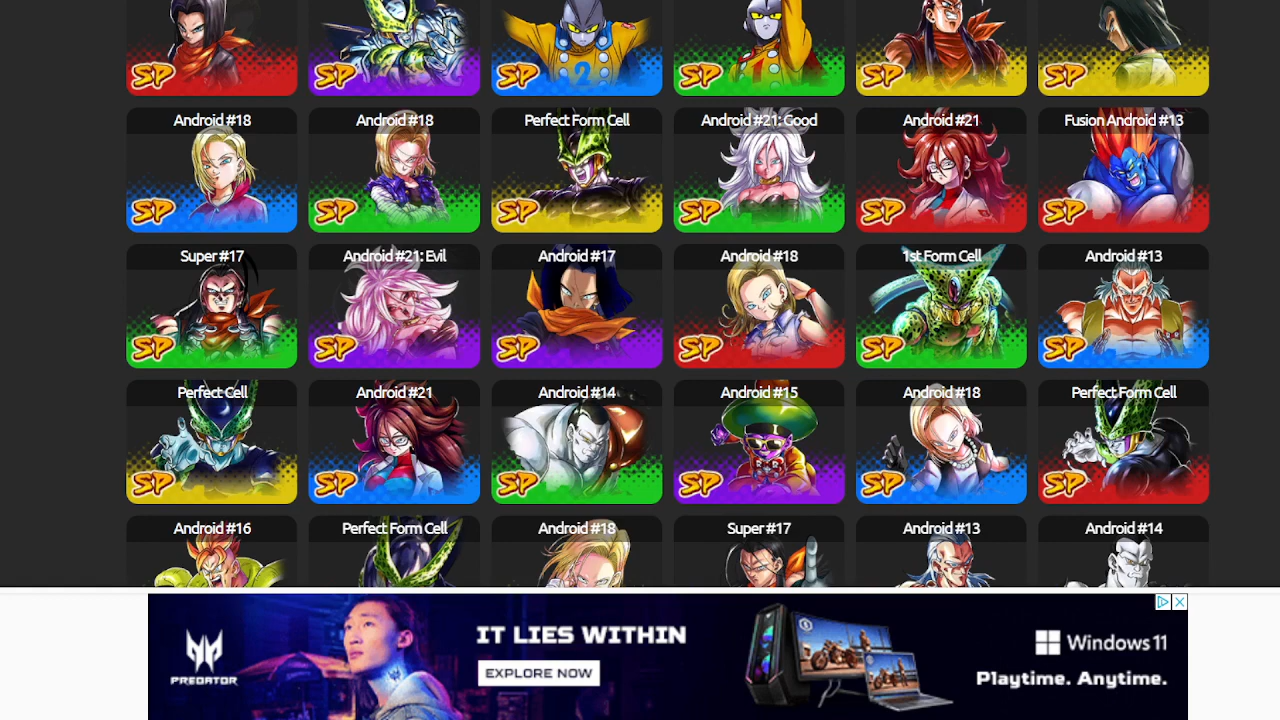 SP SP SP SP SP SP
Android #18 Android #18 Perfect Form Cell Android #21: Good Android #21 Fusion Android #13
SP SP SP SP SP SP
Super #17 Android #21: Evil Android #17 Android #18 1st Form Cell Android #13
SP SP SP SP SP SP
Perfect Cell Android #21 Android #14 Android #15 Android #18 Perfect Form Cell
SP SP SP SP SP SP
Android #16 Perfect Form Cell Android #18 Super #17 Android #13 Android #14
PREDATOR
IT LIES WITHIN
EXPLORE NOW
Windows 11
Playtime. Anytime.